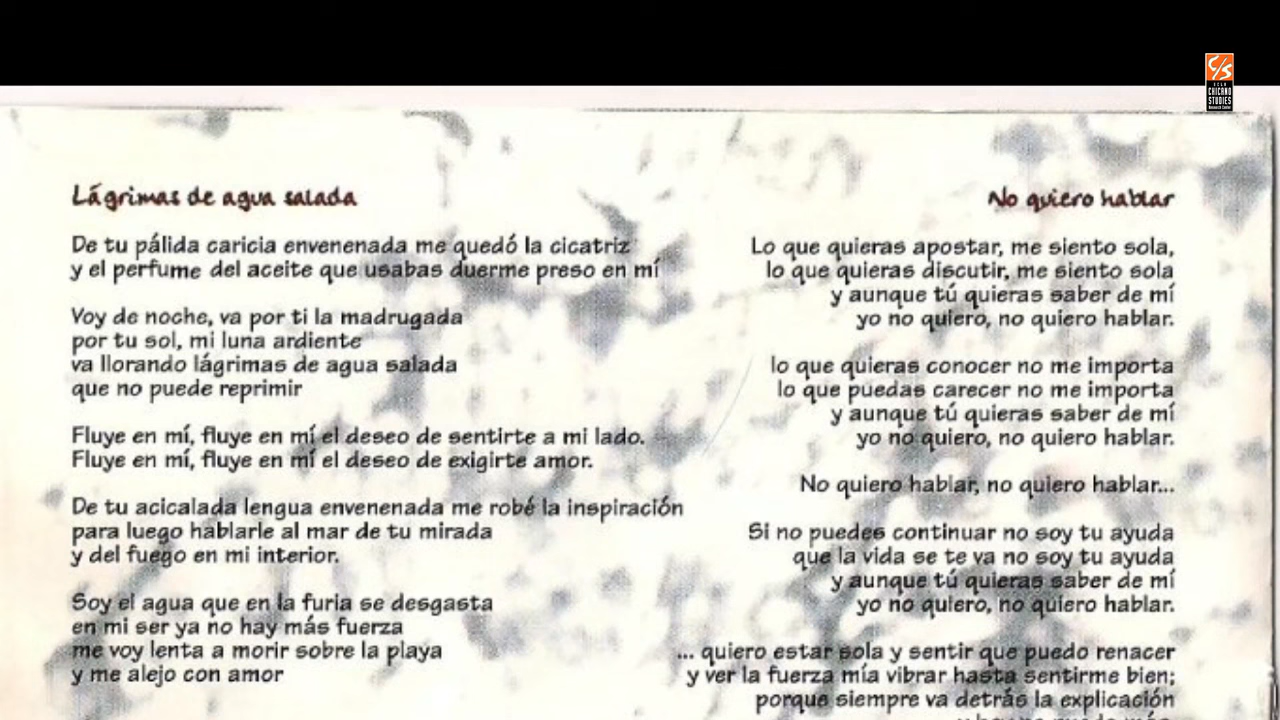 C/S
CHICANO
STUDIES
Lágrimas de agua salada
De tu pálida caricia envenenada me quedó la cicatriz
y el perfume del aceite que usabas duerme preso en mí
Voy de noche, va por ti la madrugada
por tu sol, mi luna ardiente
va llorando lágrimas de agua salada
que no puede reprimir
Fluye en mí, fluye en mí el deseo de sentirte a mi lado.
Fluye en mí, fluye en mí el deseo de exigirte amor.
De tu acicalada lengua envenenada me robé la inspiración
para luego hablarle al mar de tu mirada
y del fuego en mi interior.
Soy el agua que en la furia se desgasta
en mi ser ya no hay más fuerza
me voy lenta a morir sobre la playa
y me alejo con amor
No quiero hablar
Lo que quieras apostar, me siento sola,
lo que quieras discutir, me siento sola
y aunque tú quieras saber de mí
yo no quiero, no quiero hablar.
lo que quieras conocer no me importa
lo que puedas carecer no me importa
y aunque tú quieras saber de mí
yo no quiero, no quiero hablar.
No quiero hablar, no quiero hablar...
Si no puedes continuar no soy tu ayuda
que la vida se te va no soy tu ayuda
y aunque tú quieras saber de mí
yo no quiero, no quiero hablar.
... quiero estar sola y sentir que puedo renacer
y ver la fuerza mía vibrar hasta sentirme bien;
porque siempre va detrás la explicación